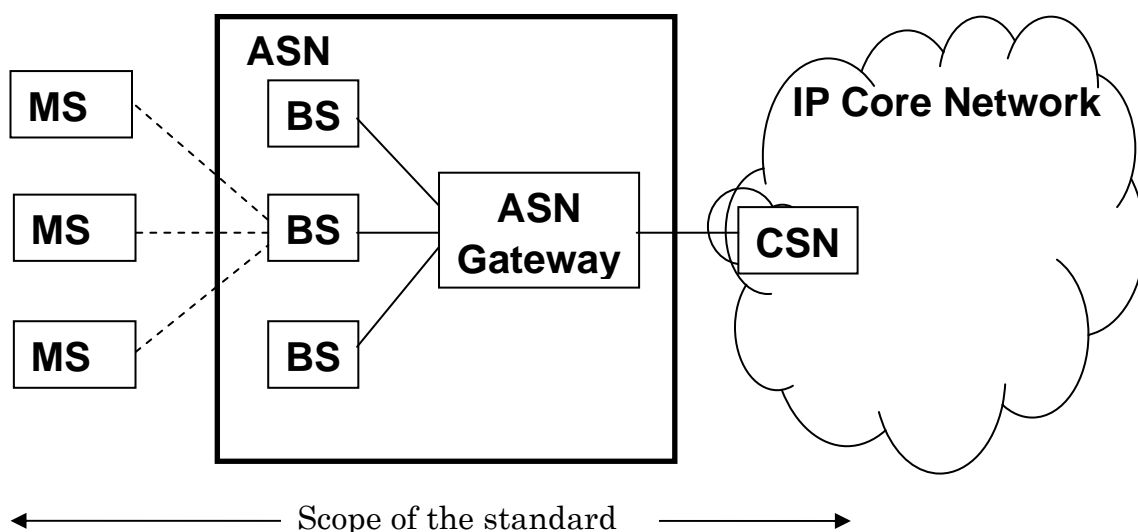 ASN
MS
BS
IP Core Network
MS
BS
ASN
Gateway
CSN
MS
BS
Scope of the standard